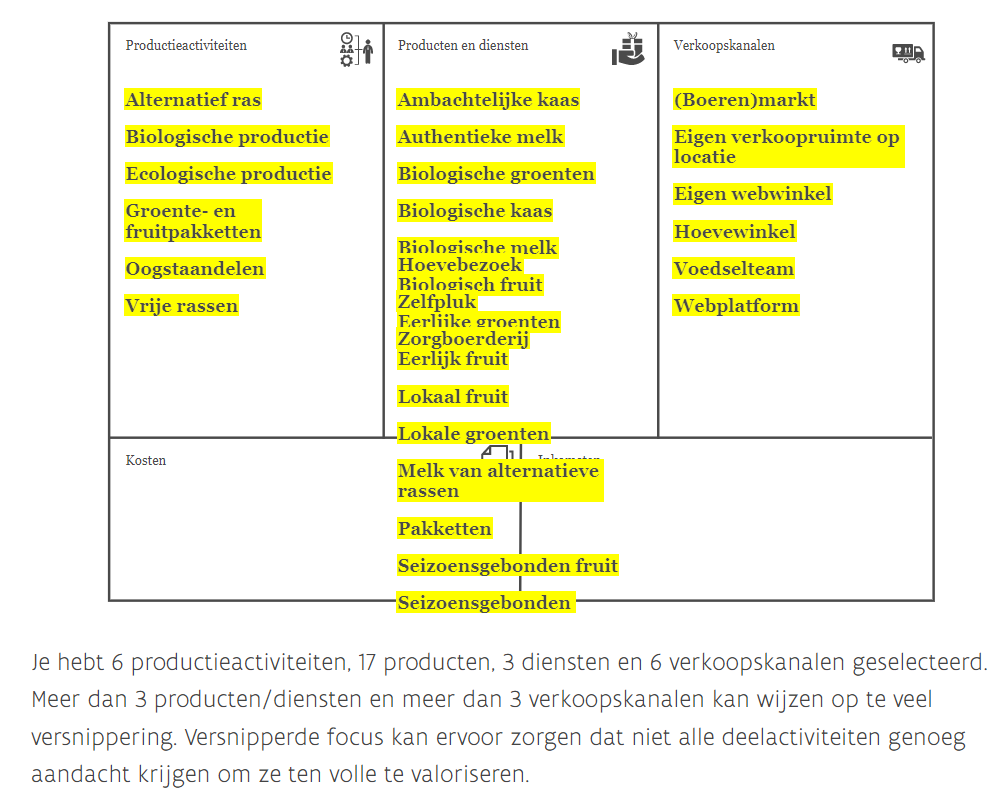 Productieactiviteiten
Alternatief ras
Biologische productie
Ecologische productie
Groente- en
fruitpakketten
Oogstaandelen
Vrije rassen
Producten en diensten
Ambachtelijke kaas
Authentieke melk
Biologische groenten
Biologische kaas
Biologische melk
Hoevebezoek
Biologisch fruit
Zelfpluk
Eerlijke groenten
Zorgboerderij
Eerlijk fruit
Lokaal fruit
Lokale groenten
Melk van alternatieve
rassen
Pakketten
Seizoensgebonden fruit
Seizoensgebonden
Verkoopskanalen
(Boeren)markt
Eigen verkoopruimte op
locatie
Eigen webwinkel
Hoevewinkel
Voedselteam
Webplatform
Kosten
Je hebt 6 productieactiviteiten, 17 producten, 3 diensten en 6 verkoopskanalen geselecteerd.
Meer dan 3 producten/diensten en meer dan 3 verkoopskanalen kan wijzen op te veel
versnippering. Versnipperde focus kan ervoor zorgen dat niet alle deelactiviteiten genoeg
aandacht krijgen om ze ten volle te valoriseren.